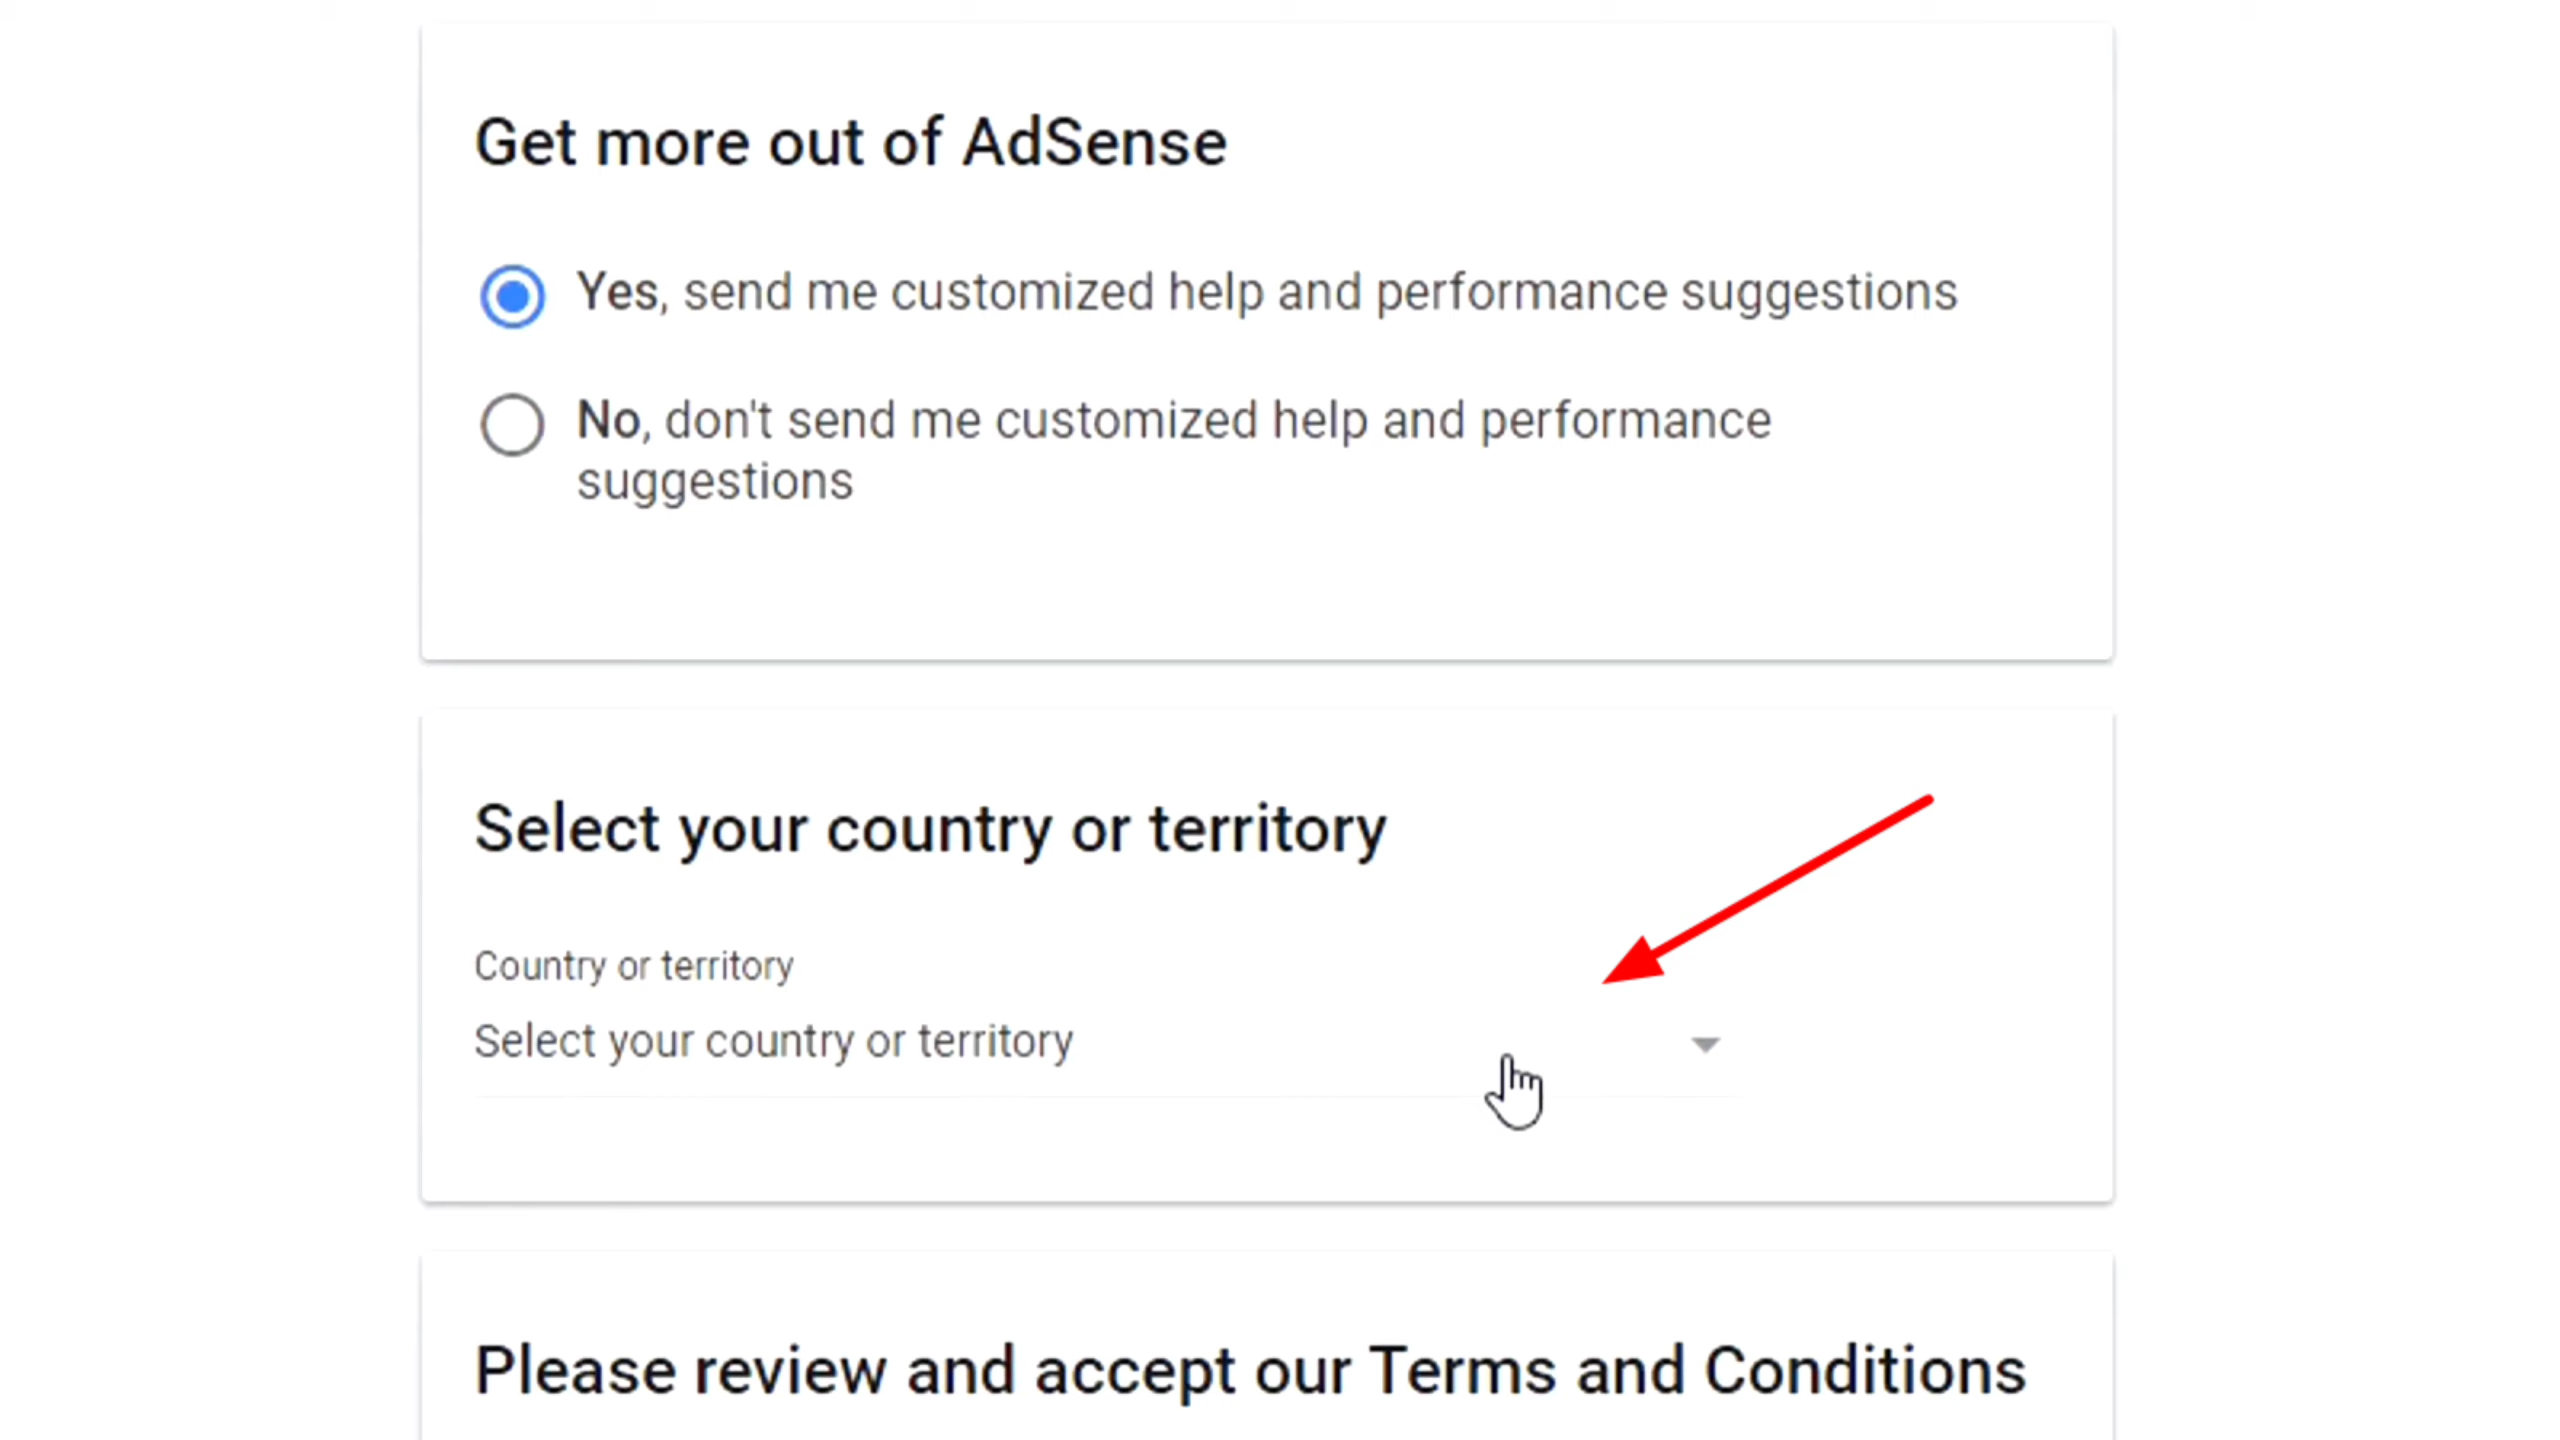 Get more out of AdSense
Yes, send me customized help and performance suggestions
No, don't send me customized help and performance
suggestions
Select your country or territory
Country or territory
Select your country or territory
Please review and accept our Terms and Conditions